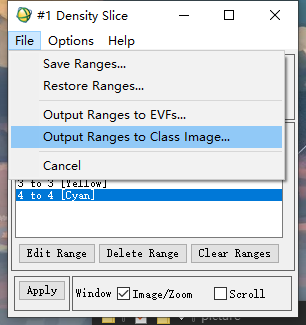 #1 Density Slice
File Options Help
Save Ranges...
Restore Ranges...
Output Ranges to EVFs...
Output Ranges to Class Image...
Cancel
3 to 3 [Yellow]
4 to 4 [Cyan]
Edit Range Delete Range Clear Ranges
Apply Window Image/Zoom Scroll
picture